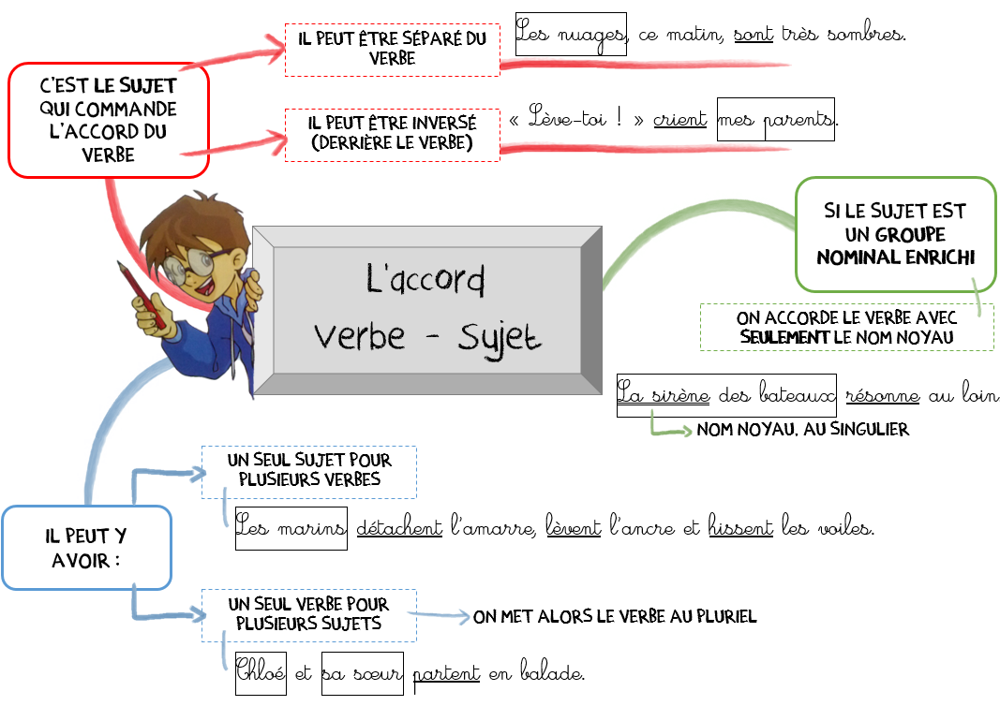 C'EST LE SUJET
QUI COMMANDE
L'ACCORD DU
VERBE
IL PEUT ÊTRE SÉPARÉ DU
VERBE
Les nuages, ce matin, sont très sombres.
IL PEUT ÊTRE INVERSÉ
(DERRIÈRE LE VERBE)
« Lève-toi ! » crient mes parents.
L'accord
Verbe - Sujet
SI LE SUJET EST
UN GROUPE
NOMINAL ENRICHI
ON ACCORDE LE VERBE AVEC
SEULEMENT LE NOM NOYAU
La sirène des bateaux résonne au loin
NOM NOYAU, AU SINGULIER
IL PEUT Y
AVOIR :
UN SEUL SUJET POUR
PLUSIEURS VERBES
Les marins détachent l'amarre, lèvent l'ancre et hissent les voiles.
UN SEUL VERBE POUR
PLUSIEURS SUJETS
ON MET ALORS LE VERBE AU PLURIEL
Chloé et sa sœur partent en balade.